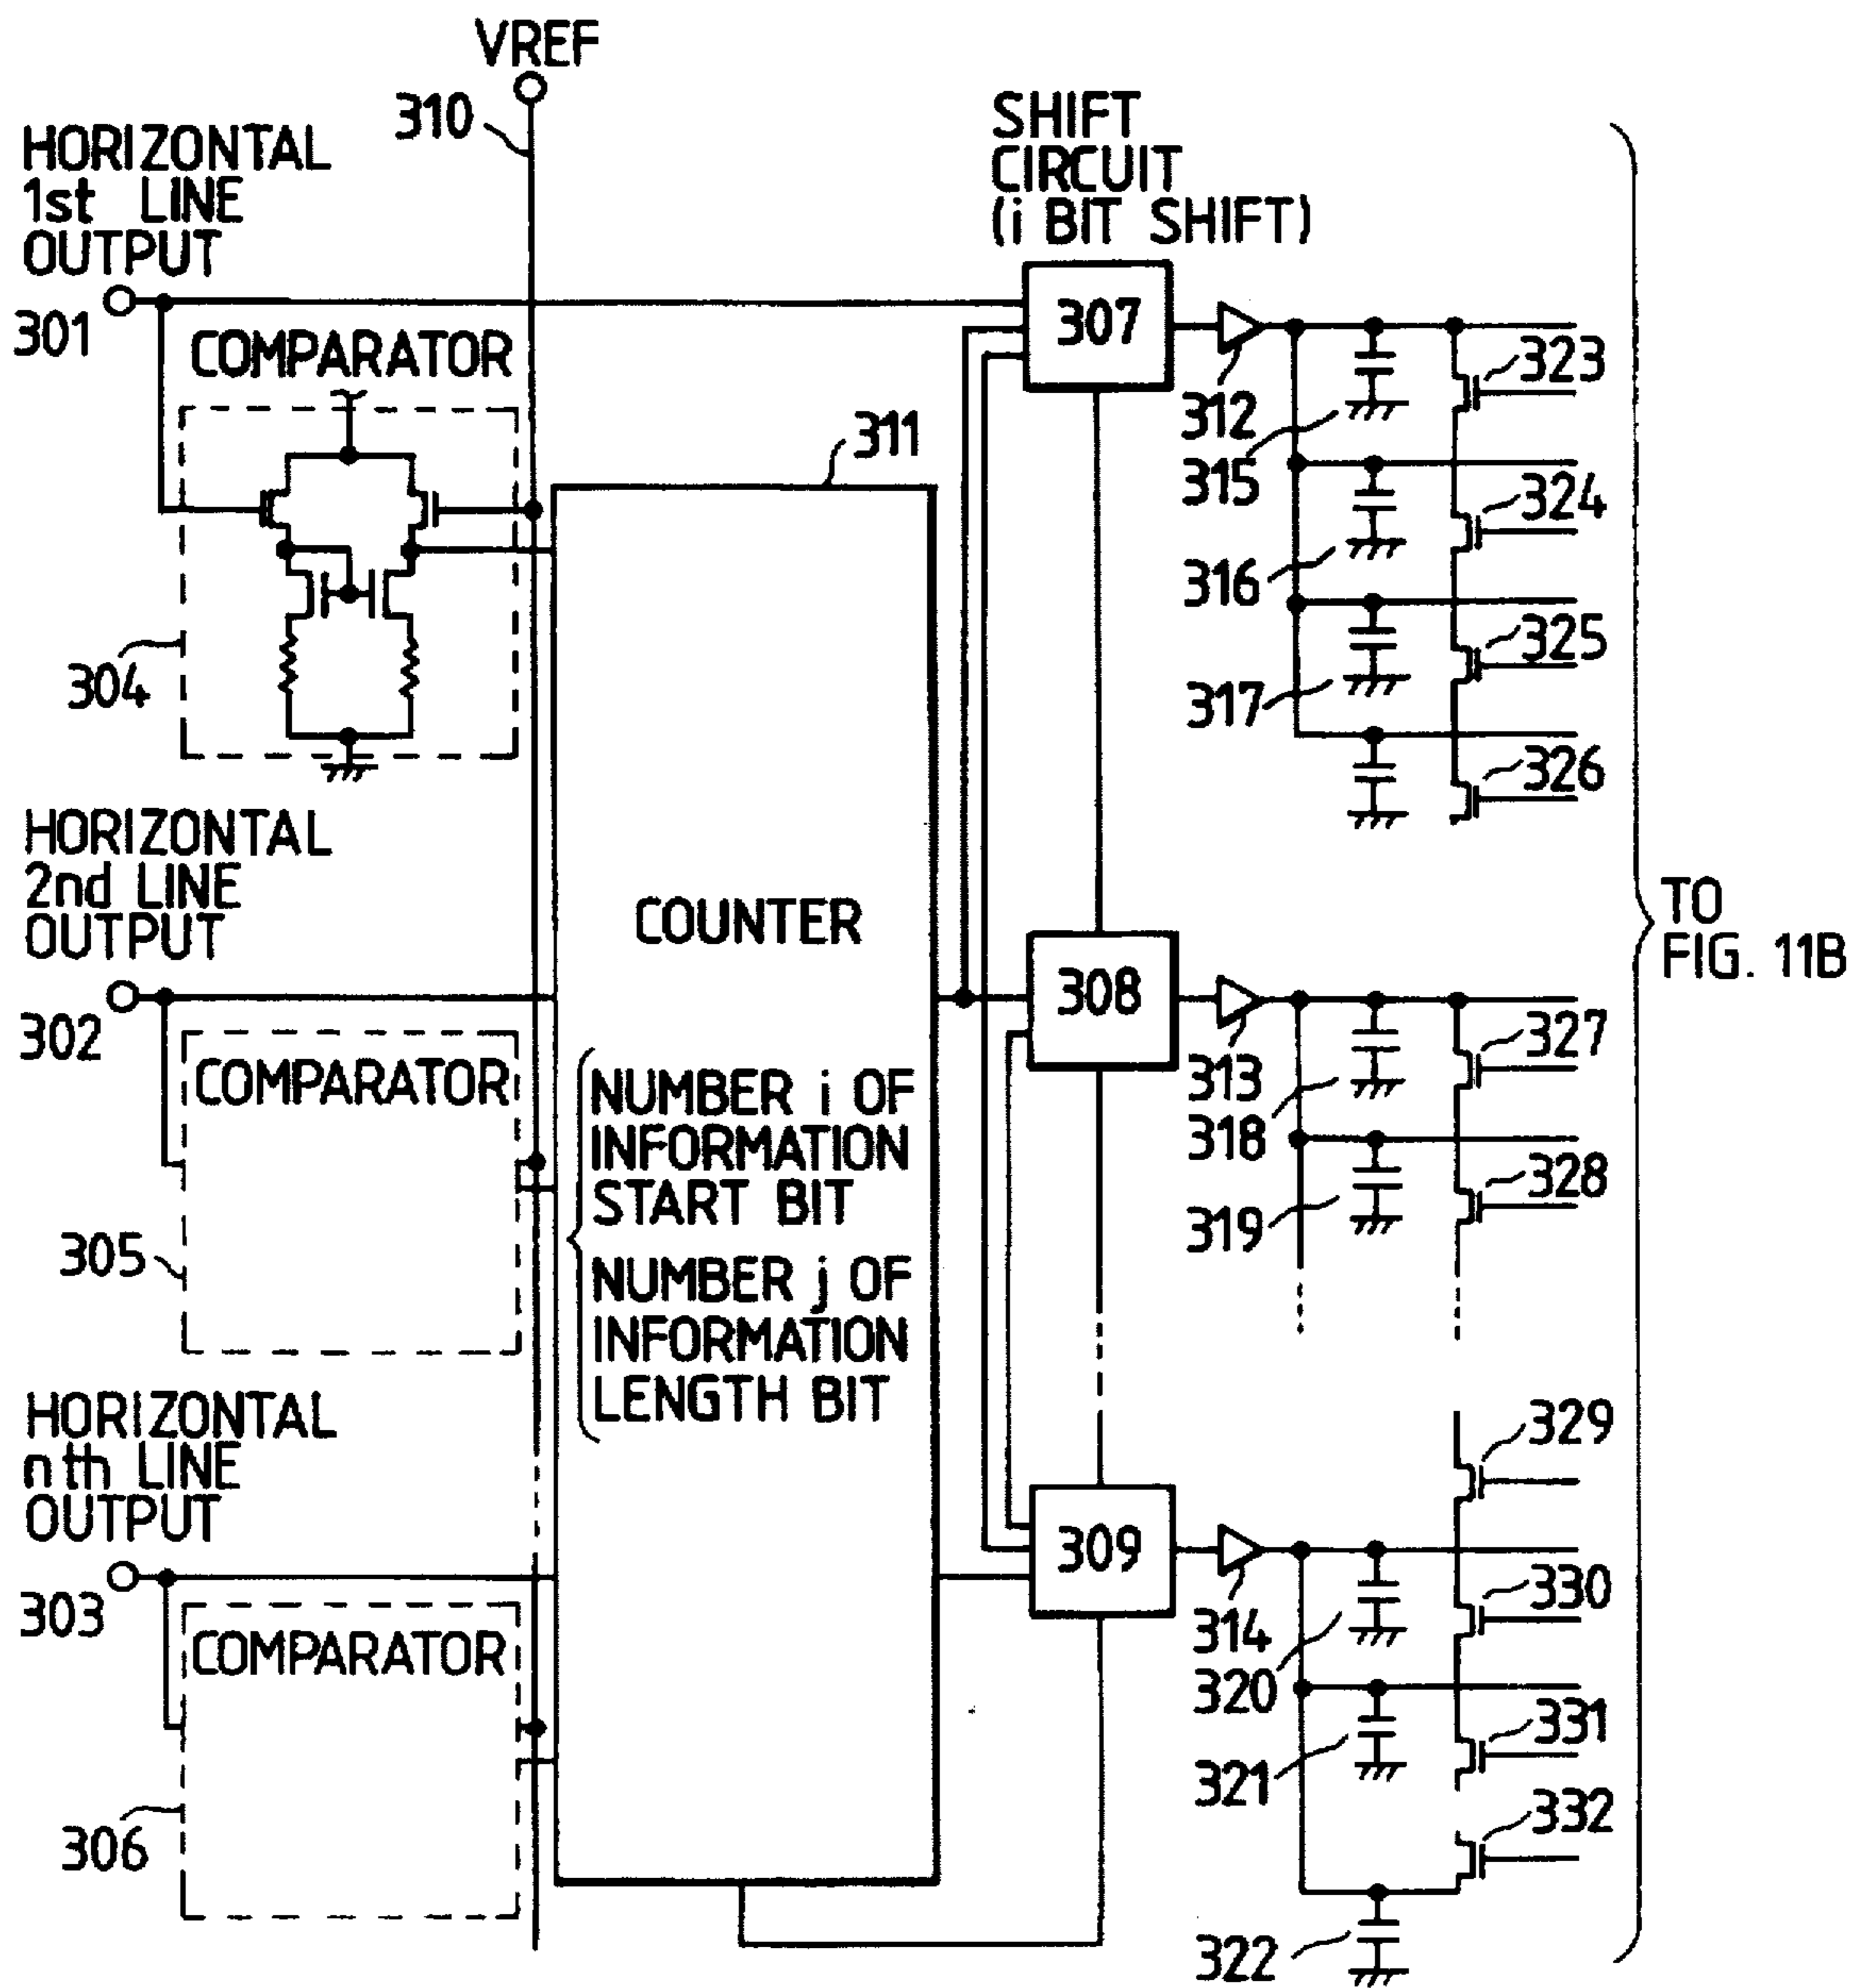 VREF
310
HORIZONTAL
1st LINE
OUTPUT
301
COMPARATOR
304
SHIFT
CIRCUIT
(i BIT SHIFT)
307
311
312
315
316
317
323
324
325
326
HORIZONTAL
2nd LINE
OUTPUT
302
COMPARATOR
305
COUNTER
NUMBER i OF
INFORMATION
START BIT
NUMBER j OF
INFORMATION
LENGTH BIT
308
313
318
319
327
328
TO
FIG. 11B
HORIZONTAL
nth LINE
OUTPUT
303
COMPARATOR
306
309
314
320
321
322
329
330
331
332